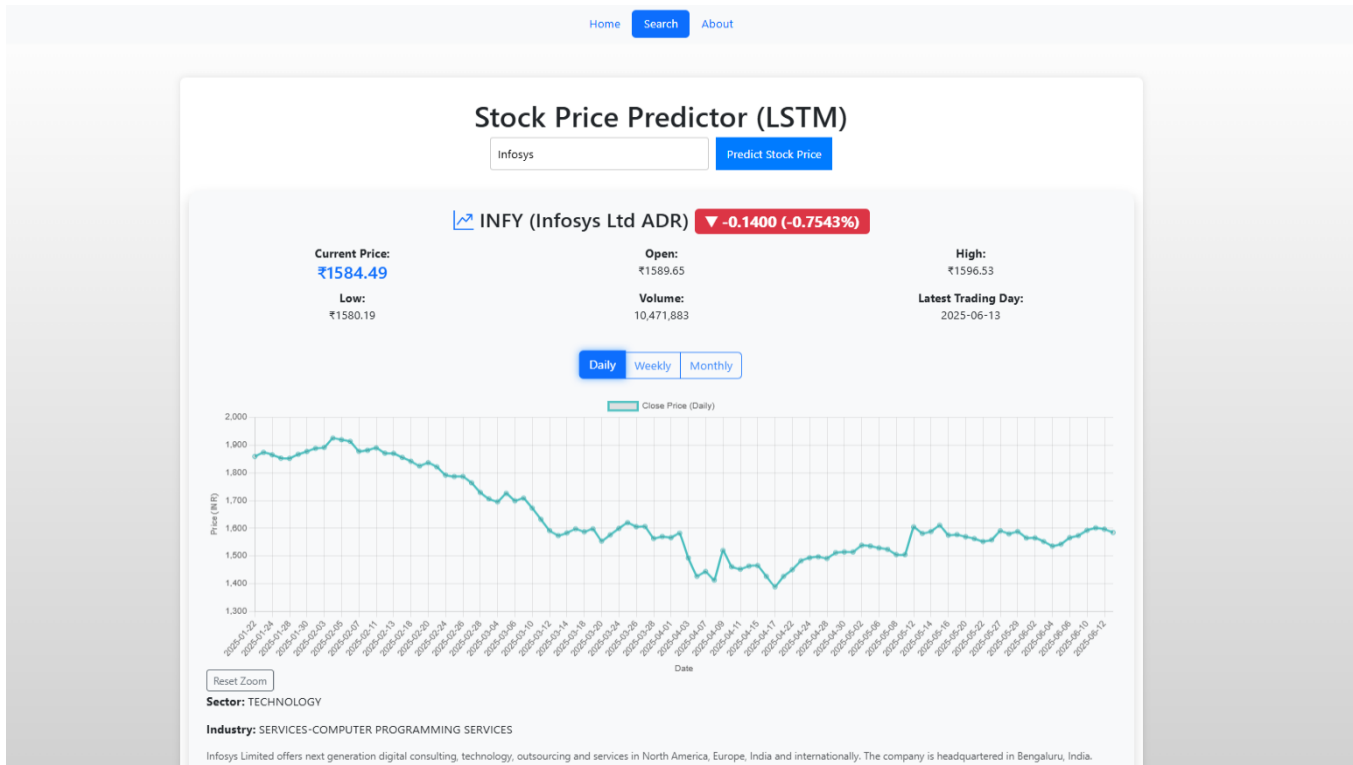 Home Search About
Stock Price Predictor (LSTM)
Infosys Predict Stock Price
INFY (Infosys Ltd ADR) ▼ -0.1400 (-0.7543%)
Current Price: Open: High:
₹1584.49 ₹1589.65 ₹1596.53
Low: Volume: Latest Trading Day:
₹1580.19 10,471,883 2025-06-13
Daily Weekly Monthly
Close Price (Daily)
2,000
1,900
1,800
1,700
1,600
1,500
1,400
1,300
Price (INR)
2025-01-22 2025-01-24 2025-01-28 2025-01-30 2025-02-03 2025-02-05 2025-02-07 2025-02-11 2025-02-13 2025-02-18 2025-02-20 2025-02-24 2025-02-26 2025-02-28 2025-03-04 2025-03-06 2025-03-10 2025-03-12 2025-03-14 2025-03-18 2025-03-20 2025-03-24 2025-03-26 2025-03-28 2025-04-01 2025-04-03 2025-04-07 2025-04-09 2025-04-11 2025-04-15 2025-04-17 2025-04-22 2025-04-24 2025-04-28 2025-04-30 2025-05-02 2025-05-06 2025-05-08 2025-05-12 2025-05-14 2025-05-16 2025-05-20 2025-05-22 2025-05-27 2025-05-29 2025-06-02 2025-06-04 2025-06-06 2025-06-10 2025-06-12
Date
Reset Zoom
Sector: TECHNOLOGY
Industry: SERVICES-COMPUTER PROGRAMMING SERVICES
Infosys Limited offers next generation digital consulting, technology, outsourcing and services in North America, Europe, India and internationally. The company is headquartered in Bengaluru, India.